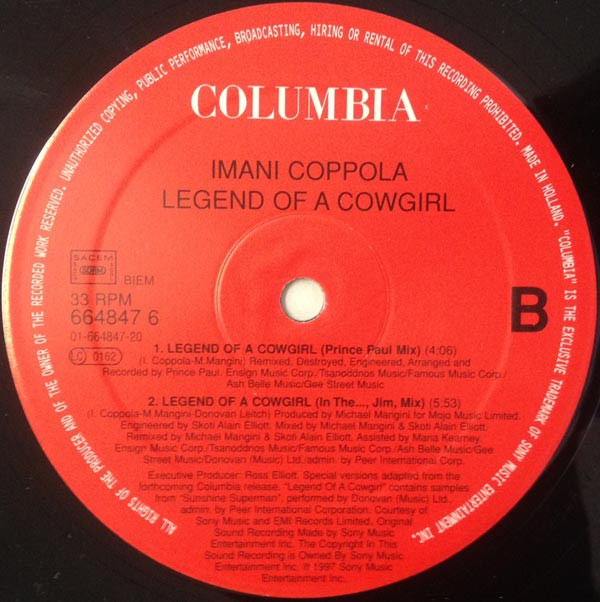 ALL RIGHTS OF THE PRODUCER AND OF THE OWNER OF THE RECORDED WORK RESERVED. UNAUTHORIZED COPYING, PUBLIC PERFORMANCE, BROADCASTING, HIRING OR RENTAL OF THIS RECORDING PROHIBITED. MADE IN HOLLAND. "COLUMBIA" IS THE EXCLUSIVE TRADEMARK OF SONY MUSIC ENTERTAINMENT INC.
COLUMBIA
IMANI COPPOLA
LEGEND OF A COWGIRL
SACEM
SDRM
BIEM
33 RPM
664847 6
01-664847-20
LC 0162
B
1. LEGEND OF A COWGIRL (Prince Paul Mix) (4:06)
(I. Coppola-M.Mangini) Remixed, Destroyed, Engineered, Arranged and
Recorded by Prince Paul. Ensign Music Corp./Tsanoddnos Music/Famous Music Corp./
Ash Belle Music/Gee Street Music
2. LEGEND OF A COWGIRL (In The..., Jim, Mix) (5:53)
(I. Coppola-M.Mangini-Donovan Leitch) Produced by Michael Mangini for Mojo Music Limited.
Engineered by Skoti Alain Elliott. Mixed by Michael Mangini & Skoti Alain Elliott.
Remixed by Michael Mangini & Skoti Alain Elliott. Assisted by Maria Kearney
Ensign Music Corp./Tsanoddnos Music/Famous Music Corp./Ash Belle Music/Gee
Street Music/Donovan (Music) Ltd./admin. by Peer International Corp.
Executive Producer: Ross Elliott. Special versions adapted from the
forthcoming Columbia release. "Legend Of A Cowgirl" contains samples
from "Sunshine Superman", performed by Donovan (Music) Ltd.,
admin. by Peer International Corporation. Courtesy of
Sony Music and EMI Records Limited. Original
Sound Recording Made by Sony Music
Entertainment Inc. The Copyright In This
Sound Recording is Owned By Sony Music
Entertainment Inc. ℗ 1997 Sony Music
Entertainment Inc.